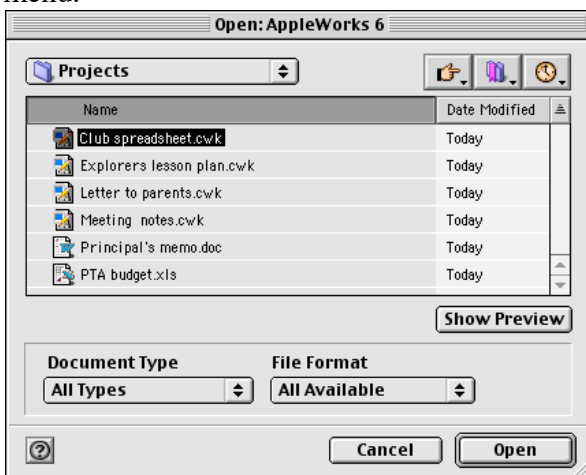 menu.
Open: AppleWorks 6
Projects
Name Date Modified
Club spreadsheet.cwk Today
Explorers lesson plan.cwk Today
Letter to parents.cwk Today
Meeting notes.cwk Today
Principal's memo.doc Today
PTA budget.xls Today
Show Preview
Document Type File Format
All Types All Available
? Cancel Open